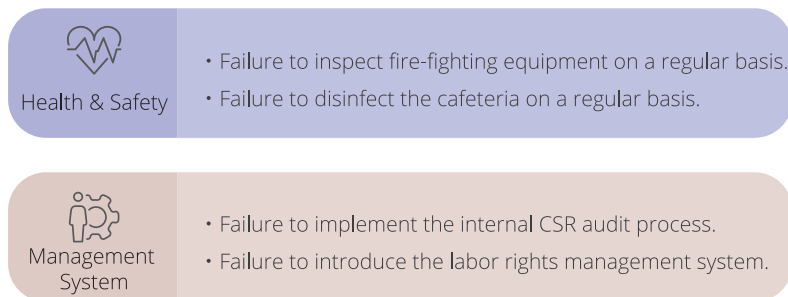 Health & Safety
• Failure to inspect fire-fighting equipment on a regular basis.
• Failure to disinfect the cafeteria on a regular basis.
Management
System
• Failure to implement the internal CSR audit process.
• Failure to introduce the labor rights management system.